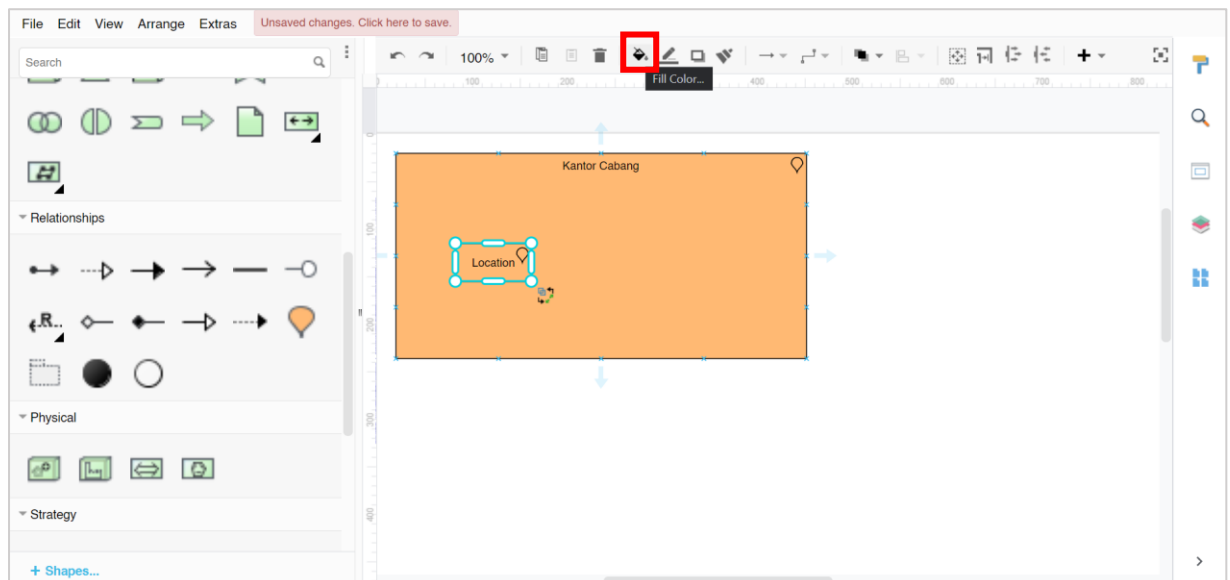 File Edit View Arrange Extras Unsaved changes. Click here to save.
Search
100%
Fill Color...
100 200 400 500 600 700 800
0
100
200
300
400
Kantor Cabang
Location
Relationships
R
Physical
Strategy
+ Shapes...